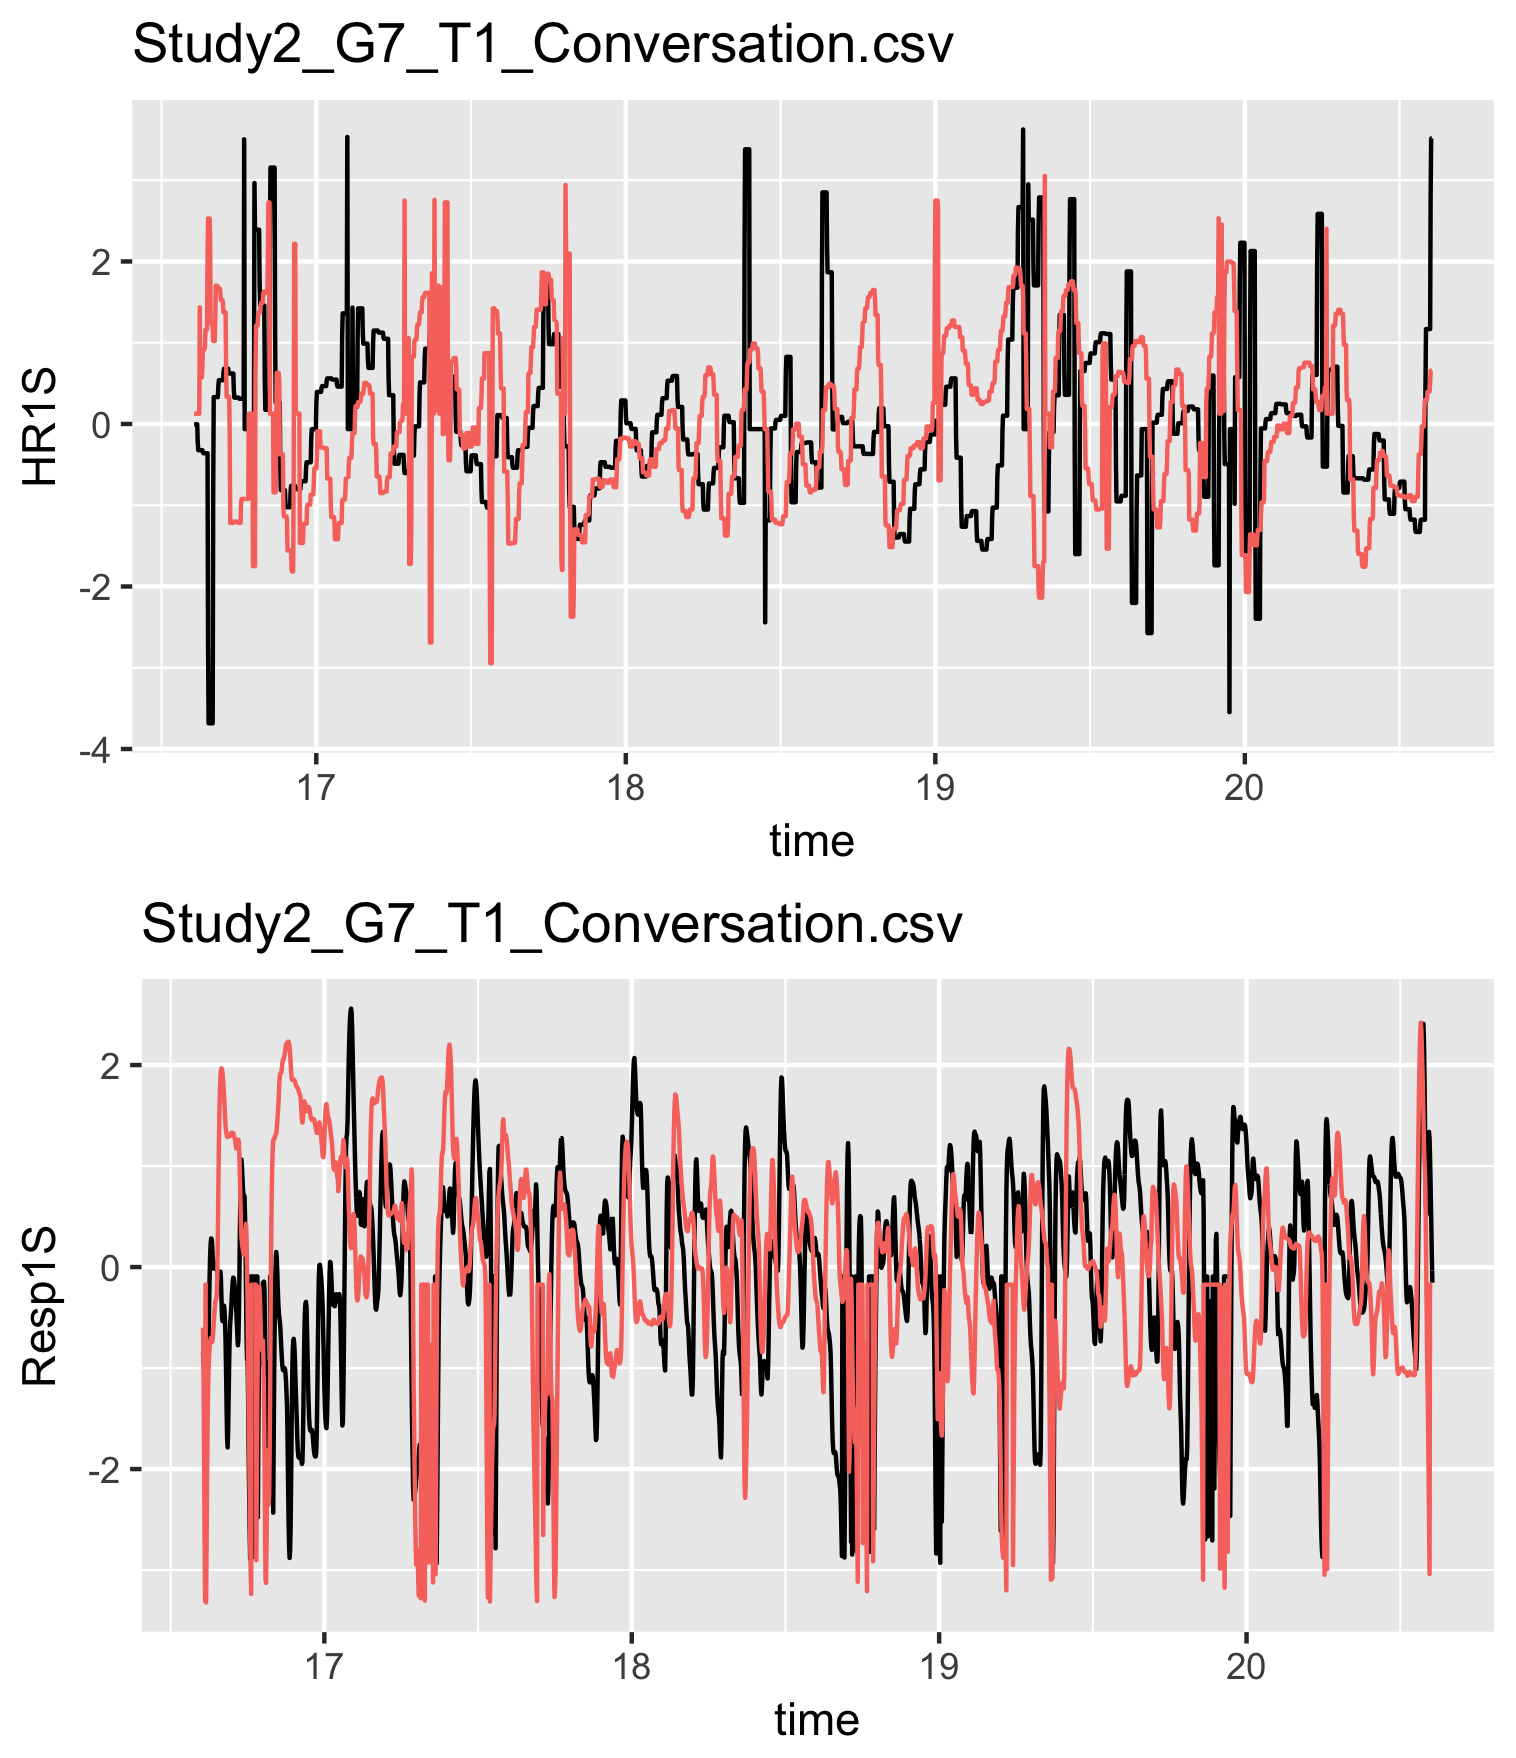 Study2_G7_T1_Conversation.csv
HR1S
2
0
-2
-4
17 18 19 20
time
Study2_G7_T1_Conversation.csv
Resp1S
2
0
-2
17 18 19 20
time